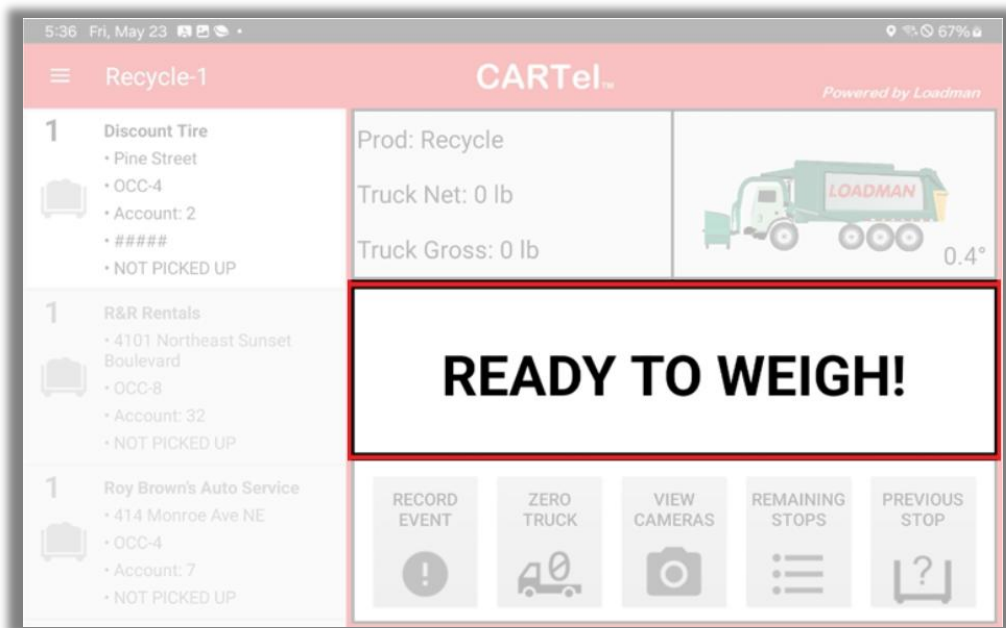 5:36 Fri, May 23
67%
Recycle-1
CARTel™
Powered by Loadman
1
Discount Tire
• Pine Street
• OCC-4
• Account: 2
• #####
• NOT PICKED UP
1
R&R Rentals
• 4101 Northeast Sunset
Boulevard
• OCC-8
• Account: 32
• NOT PICKED UP
1
Roy Brown's Auto Service
• 414 Monroe Ave NE
• OCC-4
• Account: 7
• NOT PICKED UP
Prod: Recycle
Truck Net: 0 lb
Truck Gross: 0 lb
LOADMAN
0.4°
READY TO WEIGH!
RECORD
EVENT
ZERO
TRUCK
0
VIEW
CAMERAS
REMAINING
STOPS
PREVIOUS
STOP
?